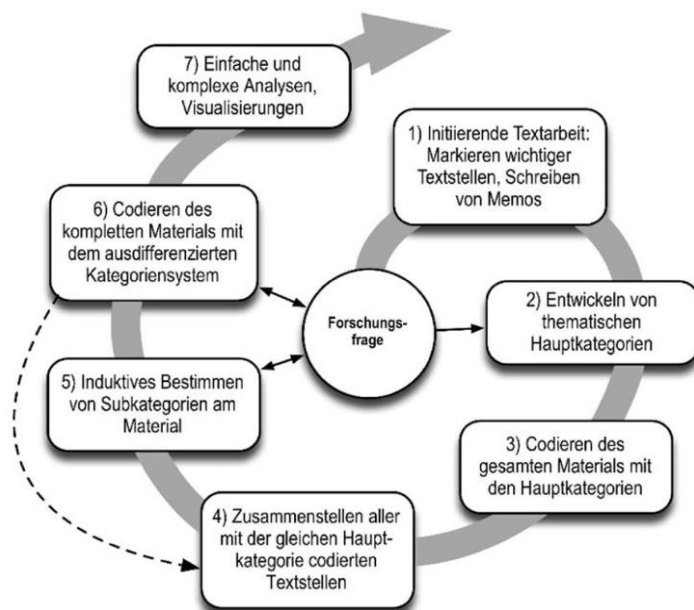 7) Einfache und
komplexe Analysen,
Visualisierungen
1) Initiierende Textarbeit:
Markieren wichtiger
Textstellen, Schreiben
von Memos
6) Codieren des
kompletten Materials mit
dem ausdifferenzierten
Kategoriensystem
Forschungs-
frage
2) Entwickeln von
thematischen
Hauptkategorien
5) Induktives Bestimmen
von Subkategorien am
Material
3) Codieren des
gesamten Materials mit
den Hauptkategorien
4) Zusammenstellen aller
mit der gleichen Haupt-
kategorie codierten
Textstellen